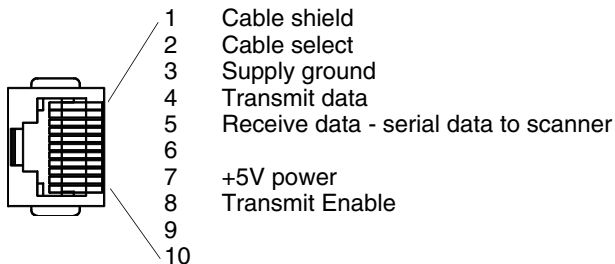 1 Cable shield
2 Cable select
3 Supply ground
4 Transmit data
5 Receive data - serial data to scanner
6
7 +5V power
8 Transmit Enable
9
10